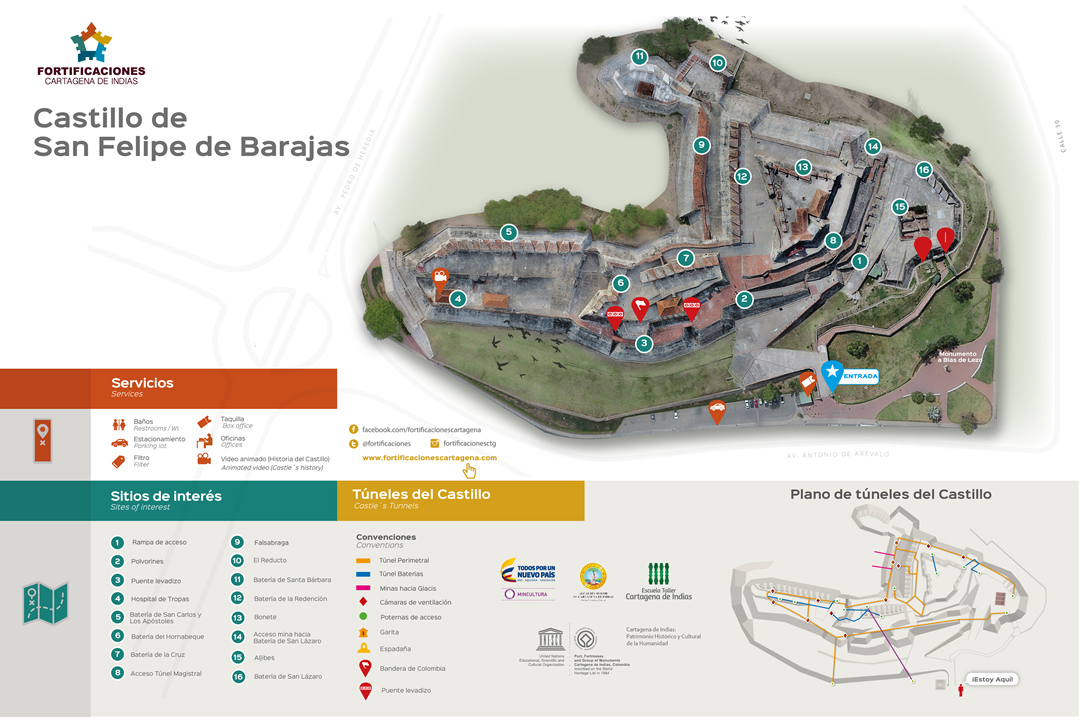 FORTIFICACIONES
CARTAGENA DE INDIAS
Castillo de
San Felipe de Barajas
AV. PEDRO DE HEREDIA
CALLE 30
11
10
9
14
13
12
16
15
5
8
7
1
6
4
2
3
Monumento
a Blas de Lezo
ENTRADA
AV. ANTONIO DE ARÉVALO
Servicios
Services
Baños
Restrooms / Wc
Estacionamiento
Parking lot
Filtro
Filter
Taquilla
Box office
Oficinas
Offices
Video animado (Historia del Castillo)
Animated video (Castle´s history)
facebook.com/fortificacionescartagena
@fortificaciones
fortificacionesctg
www.fortificacionescartagena.com
Sitios de interés
Sites of interest
1 Rampa de acceso
2 Polvorines
3 Puente levadizo
4 Hospital de Tropas
5 Batería de San Carlos y
Los Apóstoles
6 Batería del Hornabeque
7 Batería de la Cruz
8 Acceso Túnel Magistral
9 Falsabraga
10 El Reducto
11 Batería de Santa Bárbara
12 Batería de la Redención
13 Bonete
14 Acceso mina hacia
Batería de San Lázaro
15 Aljibes
16 Batería de San Lázaro
Túneles del Castillo
Castle´s Tunnels
Convenciones
Conventions
Túnel Perimetral
Túnel Baterías
Minas hacia Glacis
Cámaras de ventilación
Poternas de acceso
Garita
Espadaña
Bandera de Colombia
Puente levadizo
TODOS POR UN
NUEVO PAÍS
PAZ EQUIDAD EDUCACIÓN
MINCULTURA
ALCALDÍA MAYOR
DE CARTAGENA DE INDIAS
Escuela Taller
Cartagena de Indias
United Nations
Educational, Scientific and
Cultural Organization
Port, Fortresses
and Group of Monuments
Cartagena de Indias, Colombia
inscribed on the World
Heritage List in 1984
Cartagena de Indias:
Patrimonio Histórico y Cultural
de la Humanidad
Plano de túneles del Castillo
¡Estoy Aquí!